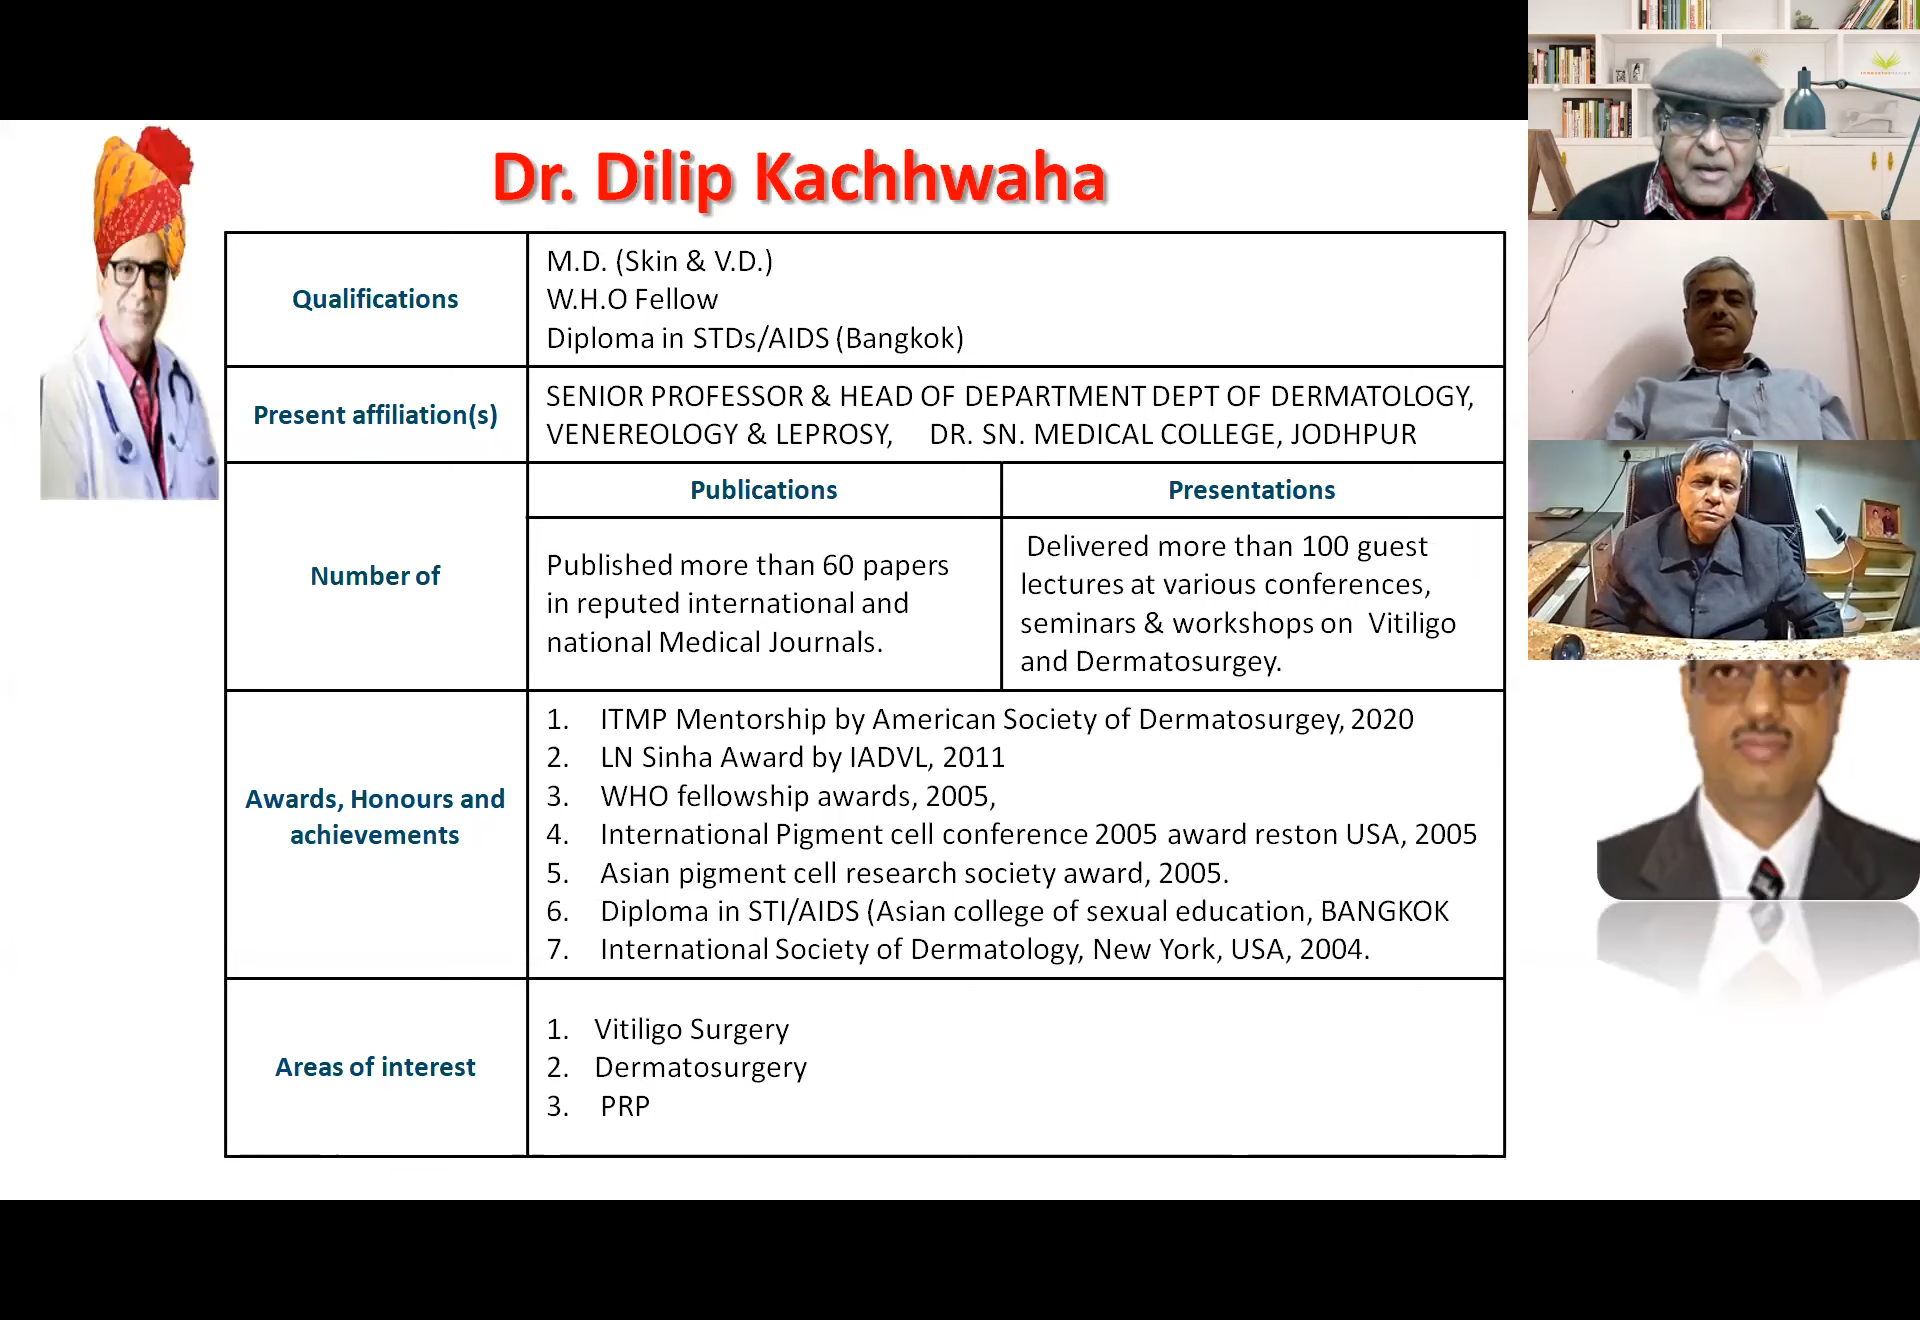 Dr. Dilip Kachhwaha
Qualifications
M.D. (Skin & V.D.)
W.H.O Fellow
Diploma in STDs/AIDS (Bangkok)
Present affiliation(s)
SENIOR PROFESSOR & HEAD OF DEPARTMENT DEPT OF DERMATOLOGY,
VENEREOLOGY & LEPROSY, DR. SN. MEDICAL COLLEGE, JODHPUR
Number of
Publications
Presentations
Published more than 60 papers
in reputed international and
national Medical Journals.
Delivered more than 100 guest
lectures at various conferences,
seminars & workshops on Vitiligo
and Dermatosurgey.
Awards, Honours and
achievements
1. ITMP Mentorship by American Society of Dermatosurgey, 2020
2. LN Sinha Award by IADVL, 2011
3. WHO fellowship awards, 2005,
4. International Pigment cell conference 2005 award reston USA, 2005
5. Asian pigment cell research society award, 2005.
6. Diploma in STI/AIDS (Asian college of sexual education, BANGKOK
7. International Society of Dermatology, New York, USA, 2004.
Areas of interest
1. Vitiligo Surgery
2. Dermatosurgery
3. PRP